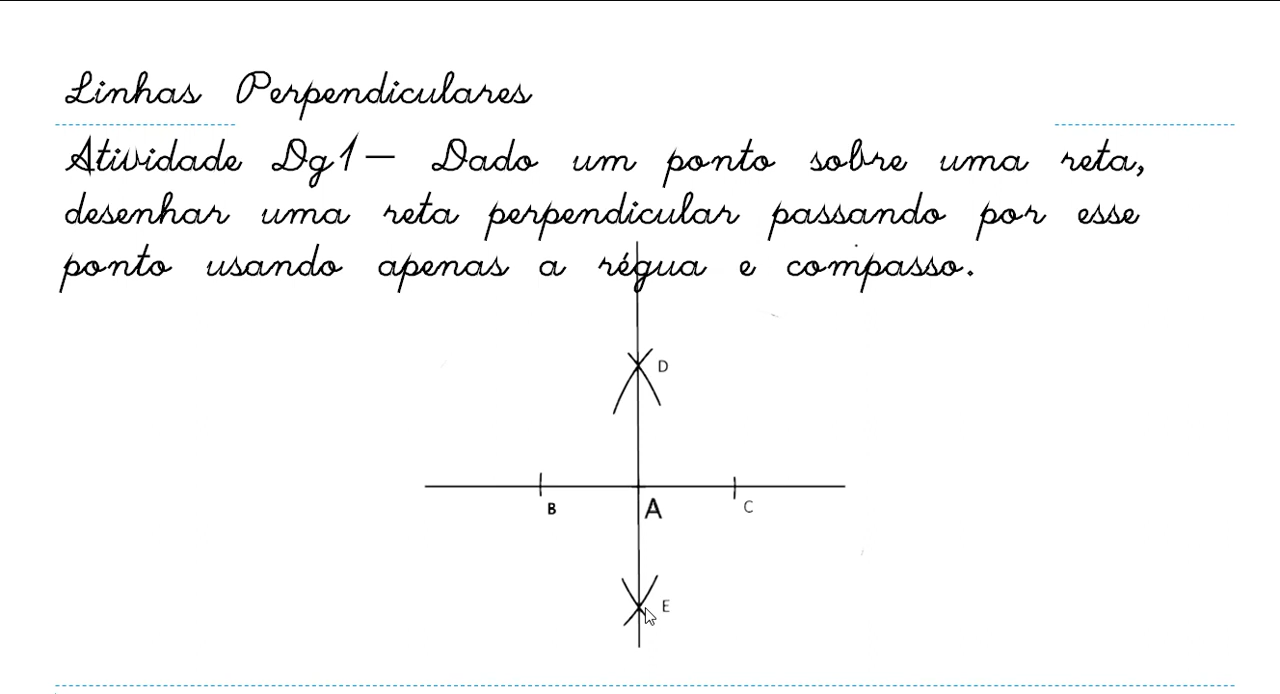 Linhas Perpendiculares
Atividade Dg1- Dado um ponto sobre uma reta,
desenhar uma reta perpendicular passando por esse
ponto usando apenas a régua e compasso.
D
B A C
E